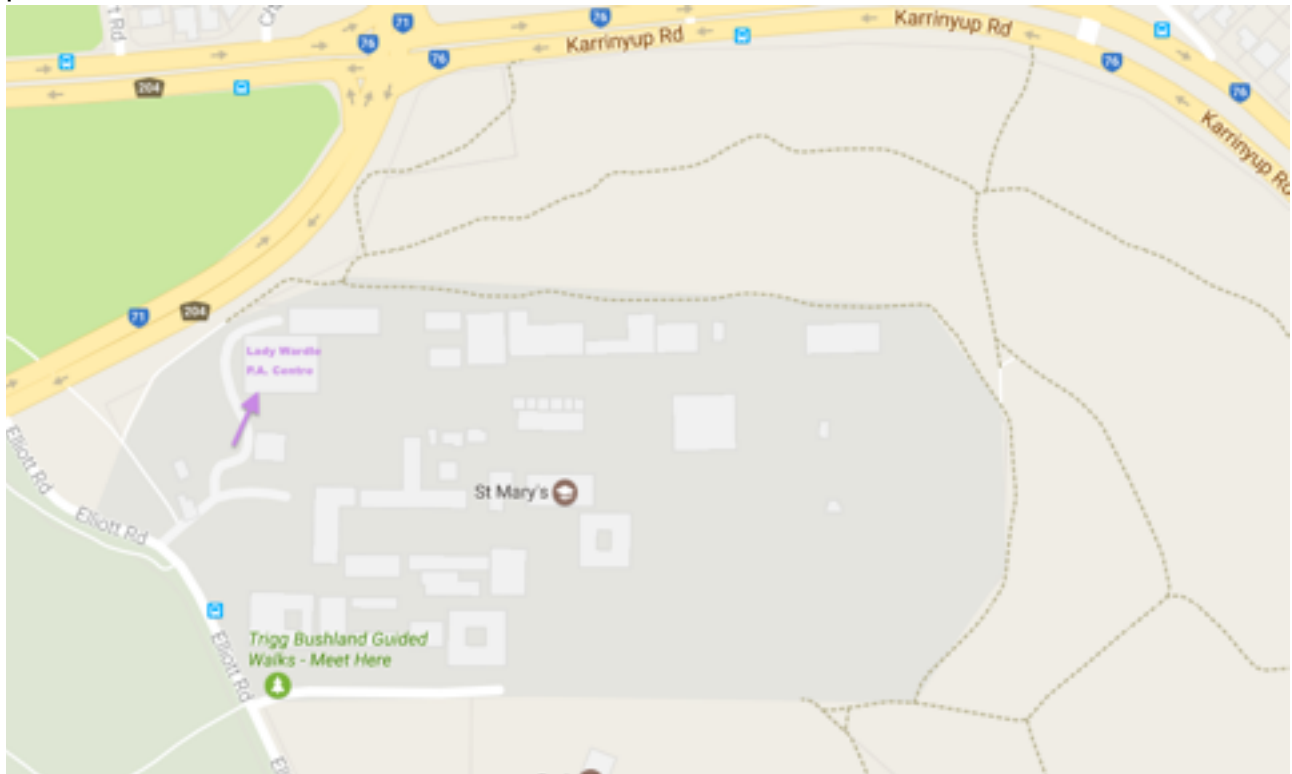 71
76
76
Karrinyup Rd
76
Karrinyup Rd
76
204
76
Karrinyup Rd
71
204
Lady Wardle
P.A. Centre
Elliott Rd
Elliott Rd
St Mary's
Trigg Bushland Guided
Walks - Meet Here
Elliott Rd